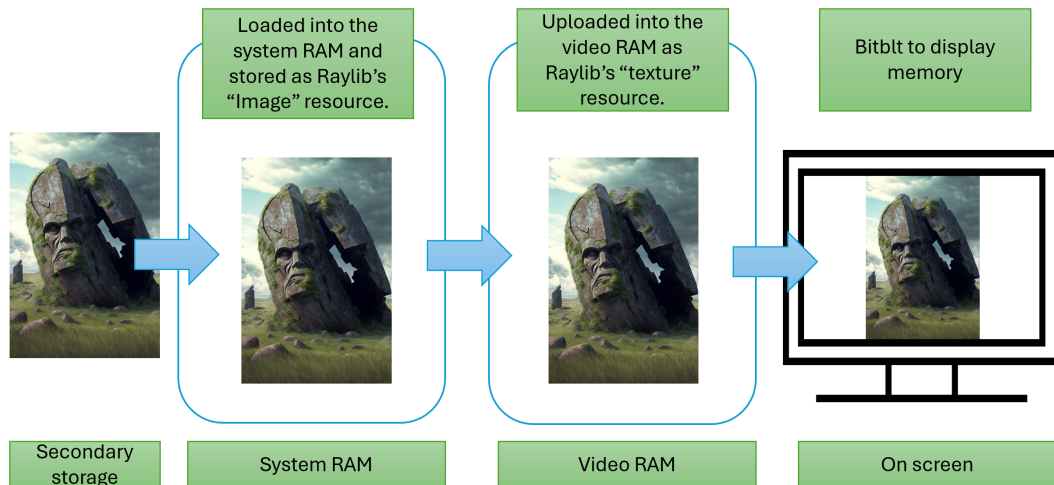 Loaded into the
system RAM and
stored as Raylib’s
“Image” resource.
Uploaded into the
video RAM as
Raylib’s “texture”
resource.
Bitblt to display
memory
Secondary
storage
System RAM
Video RAM
On screen